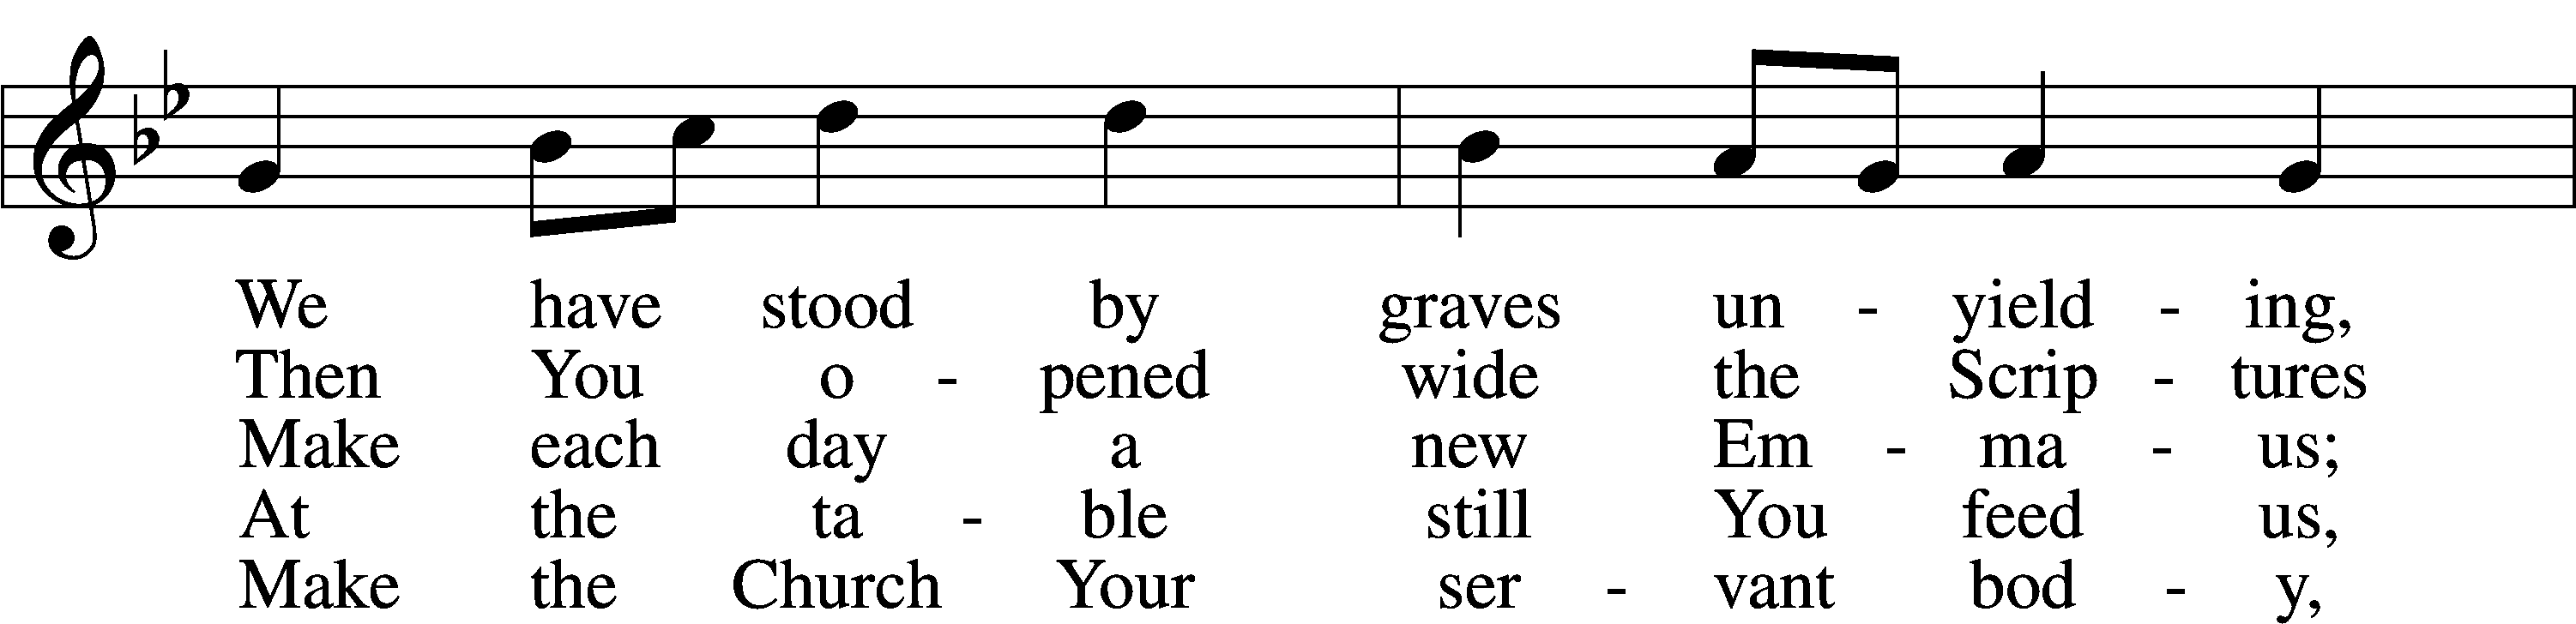 We have stood by graves un - yield - ing,
Then You o - pened wide the Scrip - tures
Make each day a new Em - ma - us;
At the ta - ble still You feed us,
Make the Church Your ser - vant bod - y,